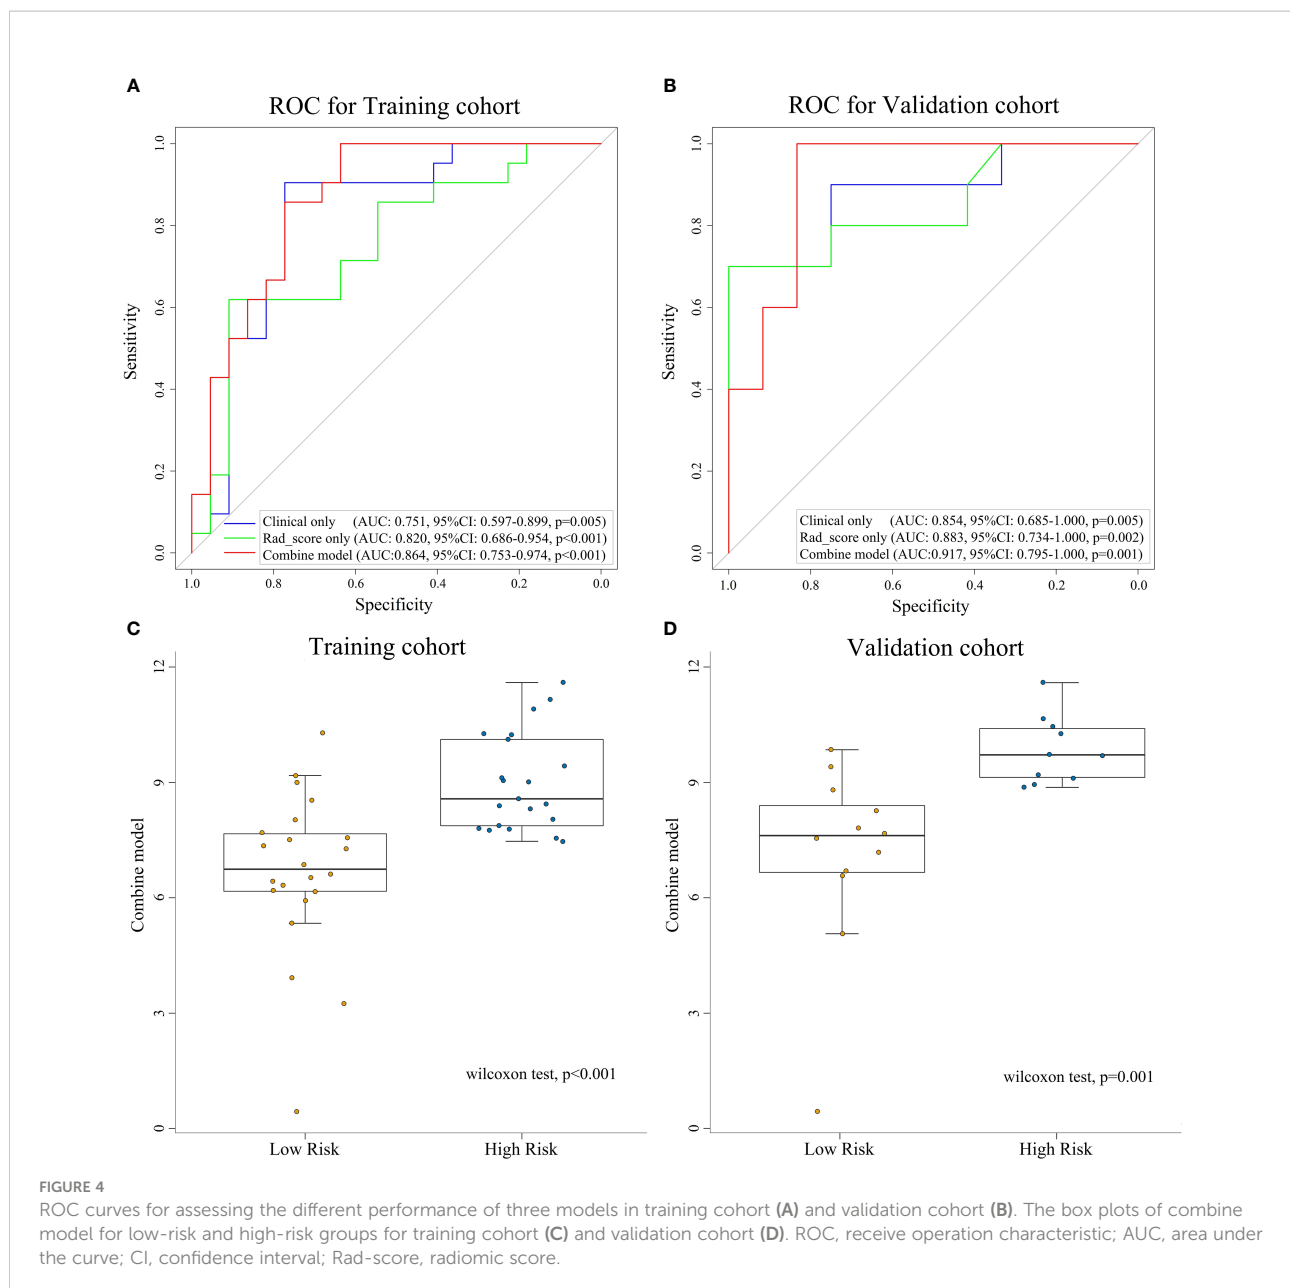 A
ROC for Training cohort
Sensitivity
1.0
0.8
0.6
0.4
0.2
0.0
Clinical only (AUC: 0.751, 95%CI: 0.597-0.899, p=0.005)
Rad_score only (AUC: 0.820, 95%CI: 0.686-0.954, p<0.001)
Combine model (AUC:0.864, 95%CI: 0.753-0.974, p<0.001)
1.0 0.8 0.6 0.4 0.2 0.0
Specificity
B
ROC for Validation cohort
Sensitivity
1.0
0.8
0.6
0.4
0.2
0.0
Clinical only (AUC: 0.854, 95%CI: 0.685-1.000, p=0.005)
Rad_score only (AUC: 0.883, 95%CI: 0.734-1.000, p=0.002)
Combine model (AUC:0.917, 95%CI: 0.795-1.000, p=0.001)
1.0 0.8 0.6 0.4 0.2 0.0
Specificity
C
Training cohort
Combine model
12
9
6
3
0
wilcoxon test, p<0.001
Low Risk High Risk
D
Validation cohort
Combine model
12
9
6
3
0
wilcoxon test, p=0.001
Low Risk High Risk
FIGURE 4
ROC curves for assessing the different performance of three models in training cohort (A) and validation cohort (B). The box plots of combine
model for low-risk and high-risk groups for training cohort (C) and validation cohort (D). ROC, receive operation characteristic; AUC, area under
the curve; CI, confidence interval; Rad-score, radiomic score.